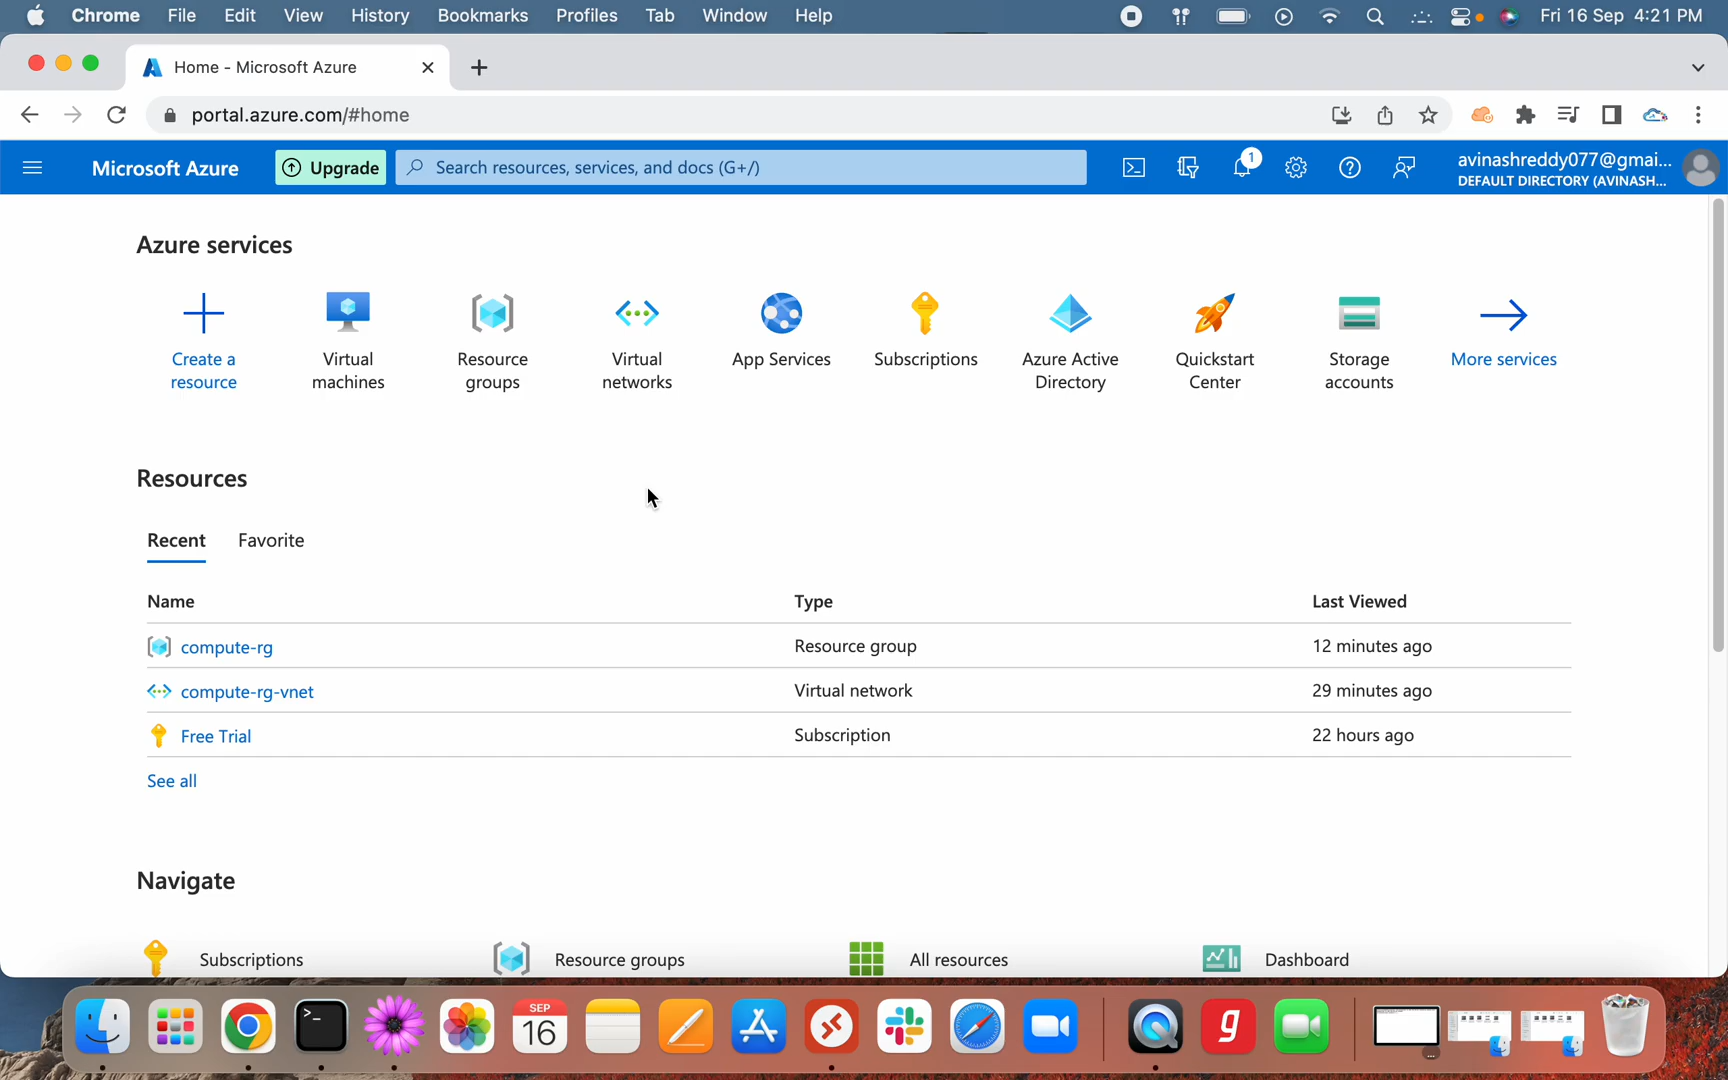 Chrome File Edit View History Bookmarks Profiles Tab Window Help Fri 16 Sep 4:21 PM
Home - Microsoft Azure
portal.azure.com/#home
Microsoft Azure Upgrade Search resources, services, and docs (G+/) 1 avinashreddy077@gmai...
DEFAULT DIRECTORY (AVINASH...
Azure services
Create a resource
Virtual machines
Resource groups
Virtual networks
App Services
Subscriptions
Azure Active Directory
Quickstart Center
Storage accounts
More services
Resources
Recent Favorite
Name Type Last Viewed
compute-rg Resource group 12 minutes ago
compute-rg-vnet Virtual network 29 minutes ago
Free Trial Subscription 22 hours ago
See all
Navigate
Subscriptions Resource groups All resources Dashboard
SEP
16
g